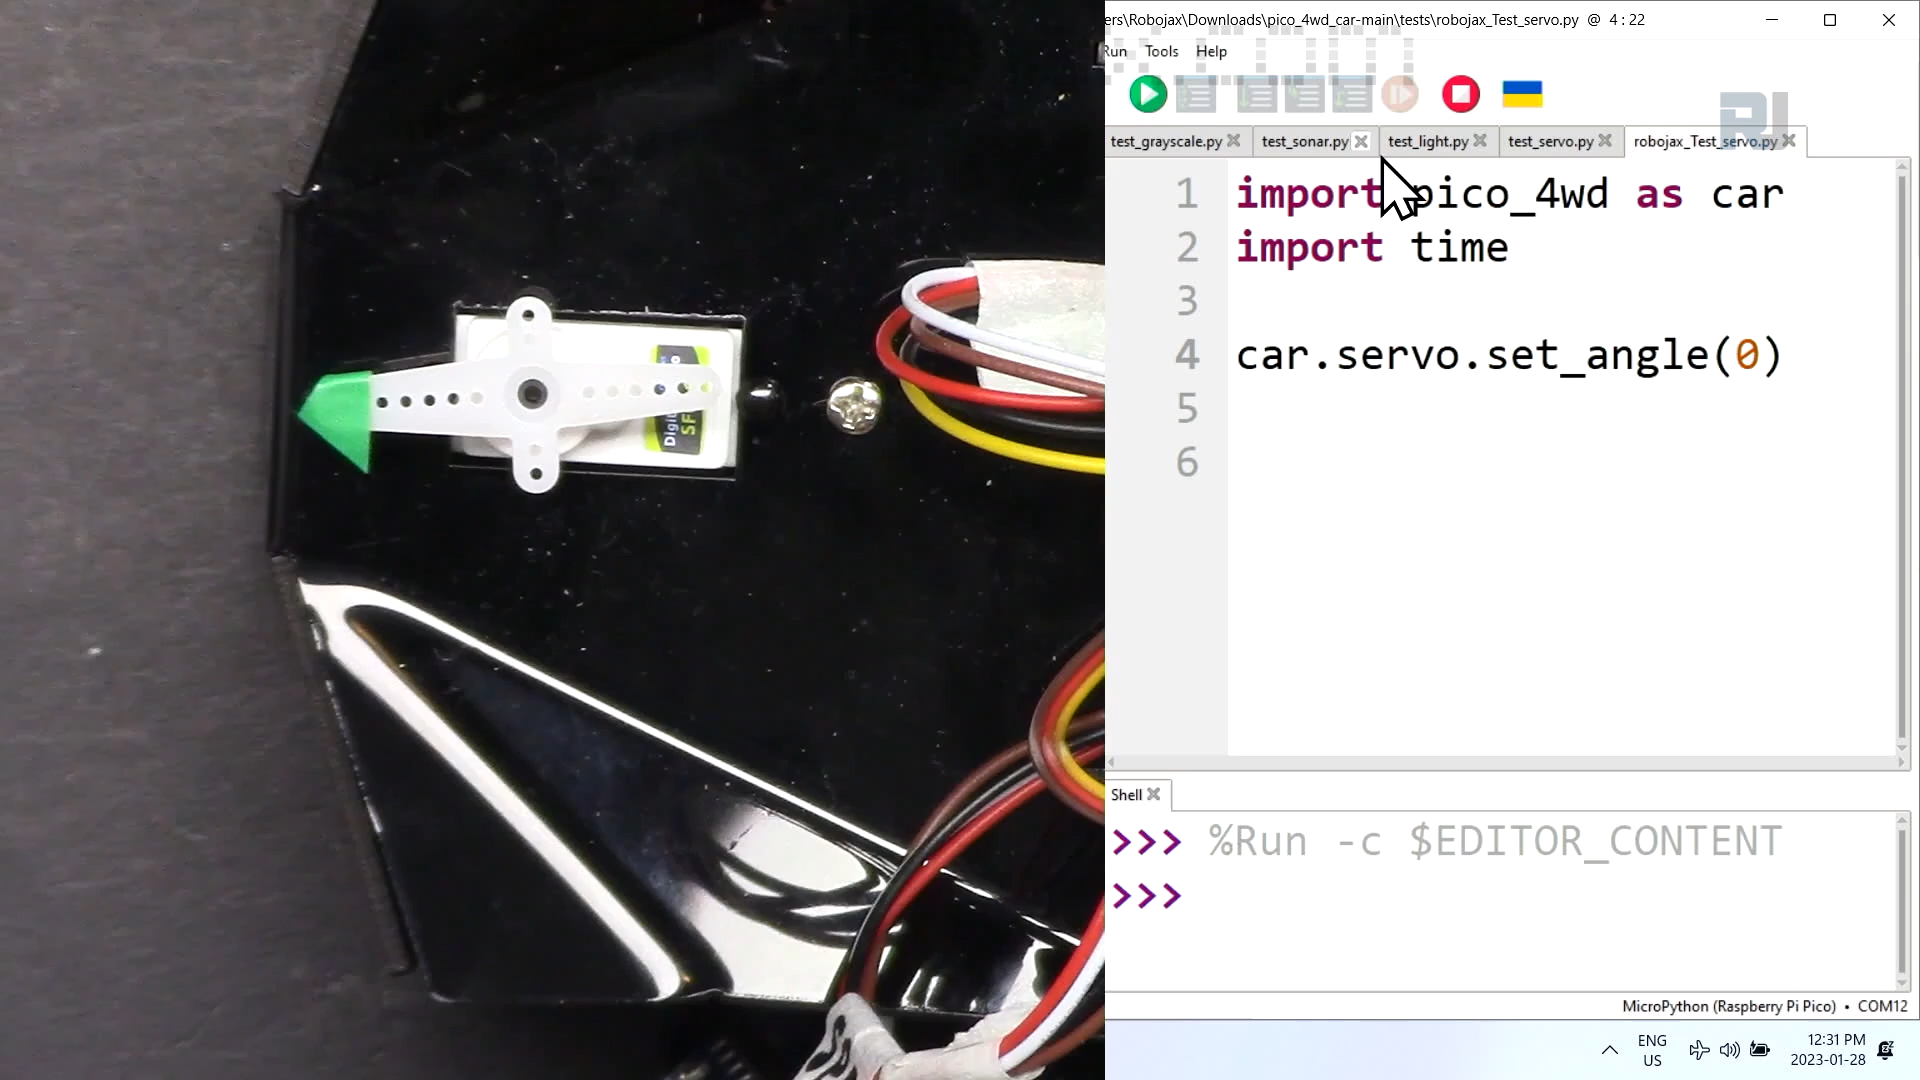 ers\Robojax\Downloads\pico_4wd_car-main\tests\robojax_Test_servo.py @ 4 : 22
Run Tools Help
RJ
test_grayscale.py test_sonar.py test_light.py test_servo.py robojax_Test_servo.py
1 import pico_4wd as car
2 import time
3
4 car.servo.set_angle(0)
5
6
Shell
>>> %Run -c $EDITOR_CONTENT
>>>
MicroPython (Raspberry Pi Pico) • COM12
ENG
US
12:31 PM
2023-01-28